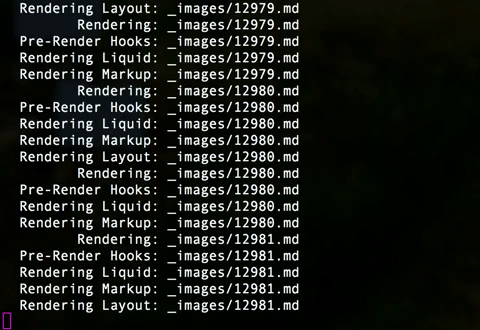 Rendering Layout: _images/12979.md
Rendering: _images/12979.md
Pre-Render Hooks: _images/12979.md
Rendering Liquid: _images/12979.md
Rendering Markup: _images/12979.md
Rendering: _images/12980.md
Pre-Render Hooks: _images/12980.md
Rendering Liquid: _images/12980.md
Rendering Markup: _images/12980.md
Rendering Layout: _images/12980.md
Rendering: _images/12980.md
Pre-Render Hooks: _images/12980.md
Rendering Liquid: _images/12980.md
Rendering Markup: _images/12980.md
Rendering: _images/12981.md
Pre-Render Hooks: _images/12981.md
Rendering Liquid: _images/12981.md
Rendering Markup: _images/12981.md
Rendering Layout: _images/12981.md